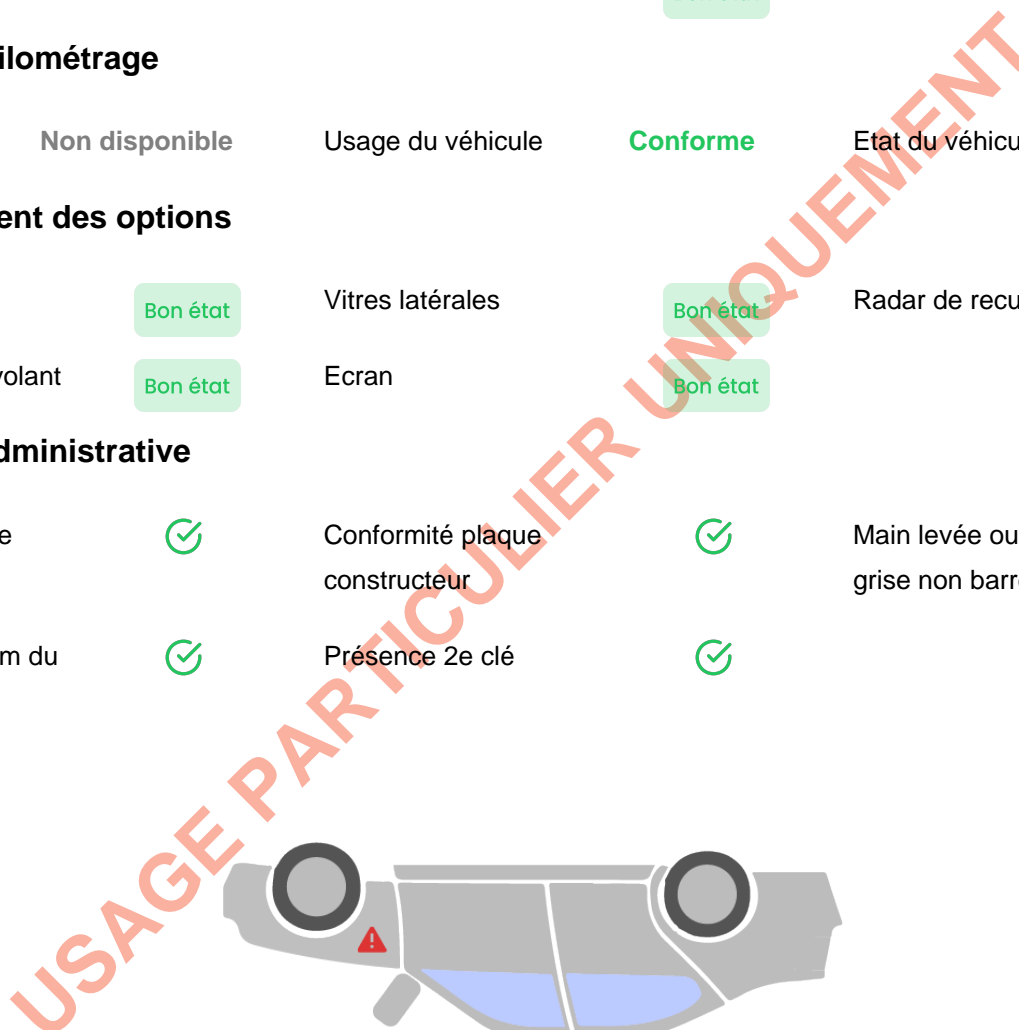 ilométrage
Non disponible Usage du véhicule Conforme Etat du véhicu
ent des options
Bon état Vitres latérales Bon état Radar de recu
volant Bon état Ecran Bon état
dministrative
e Conformité plaque Main levée ou
constructeur grise non barr
m du Présence 2e clé
USAGE PARTICULIER UNIQUEMENT